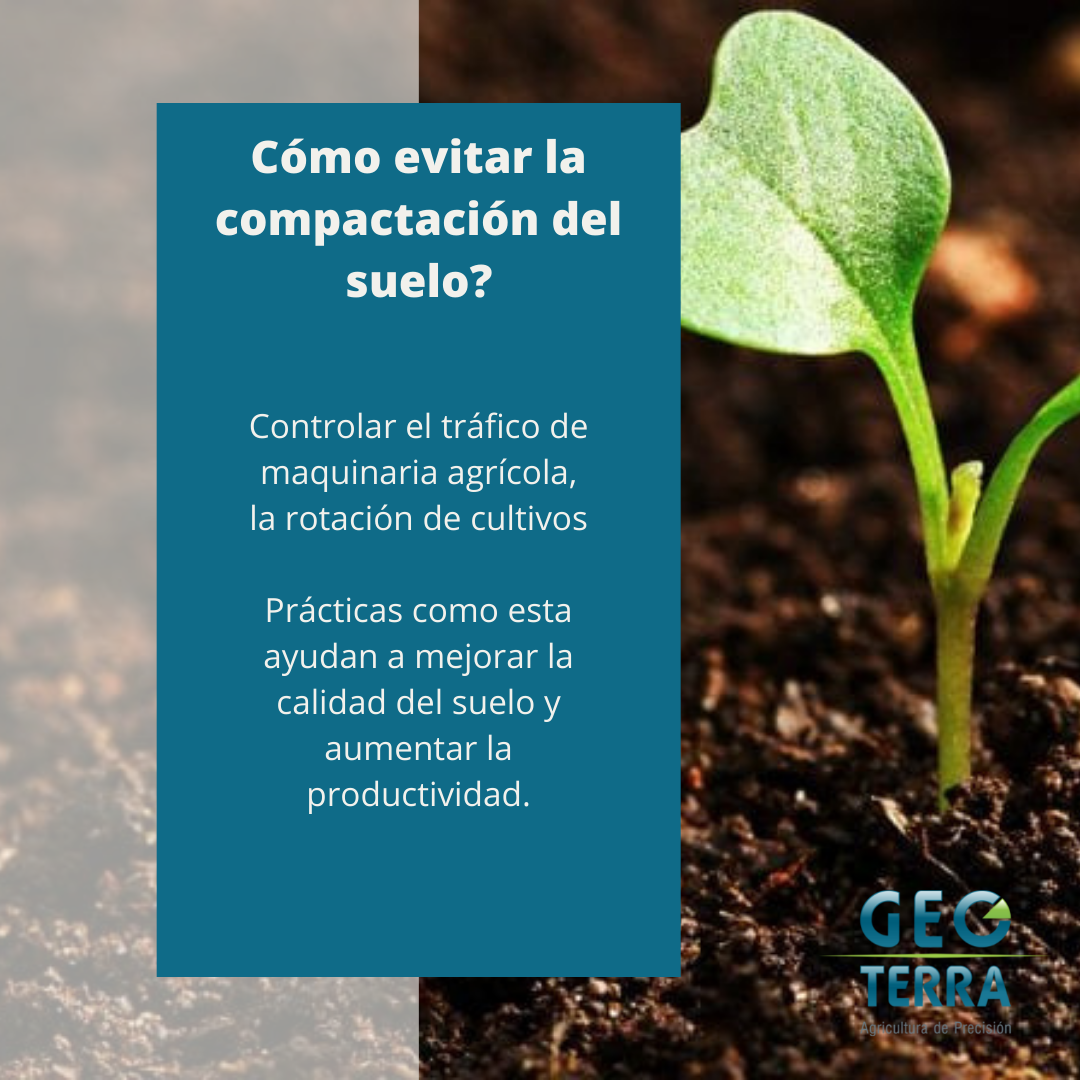 Cómo evitar la
compactación del
suelo?
Controlar el tráfico de
maquinaria agrícola,
la rotación de cultivos
Prácticas como esta
ayudan a mejorar la
calidad del suelo y
aumentar la
productividad.
GEO
TERRA
Agricultura de Precisión